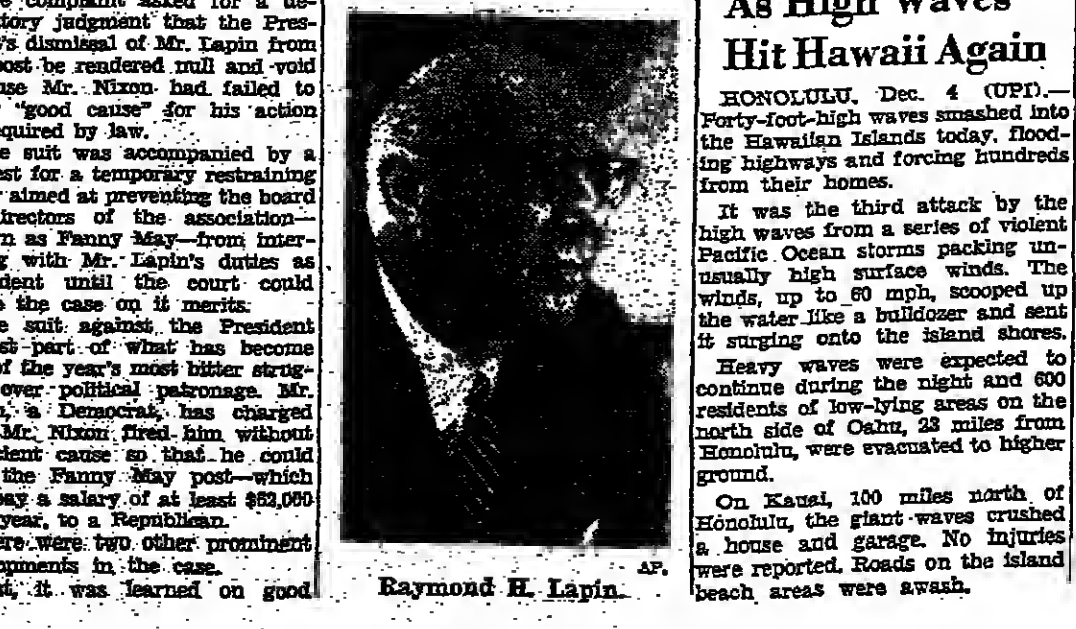 e complaint asked for a de-
tory judgment that the Pres-
's dismissal of Mr. Lapin from
post be rendered null and void
use Mr. Nixon had failed to
"good cause" for his action
quired by law.
e suit was accompanied by a
est for a temporary restraining
aimed at preventing the board
irectors of the association—
n as Fanny May—from inter-
g with Mr. Lapin's duties as
dent until the court could
the case on it merits.
e suit against the President
st part of what has become
of the year's most bitter strug-
over political patronage. Mr.
, a Democrat, has charged
Mr. Nixon fired him without
ient cause so that he could
the Fanny May post—which
pay a salary of at least $62,000
year, to a Republican.
ere were two other prominent
opments in the case.
t, it was learned on good
AP.
Raymond H. Lapin
As High Waves
Hit Hawaii Again
HONOLULU, Dec. 4 (UPI).—
Forty-foot-high waves smashed into
the Hawaiian Islands today, flood-
ing highways and forcing hundreds
from their homes.
It was the third attack by the
high waves from a series of violent
Pacific Ocean storms packing un-
usually high surface winds. The
winds, up to 60 mph, scooped up
the water like a bulldozer and sent
it surging onto the island shores.
Heavy waves were expected to
continue during the night and 600
residents of low-lying areas on the
north side of Oahu, 23 miles from
Honolulu, were evacuated to higher
ground.
On Kauai, 100 miles north of
Honolulu, the giant waves crushed
a house and garage. No injuries
were reported. Roads on the island
beach areas were awash.